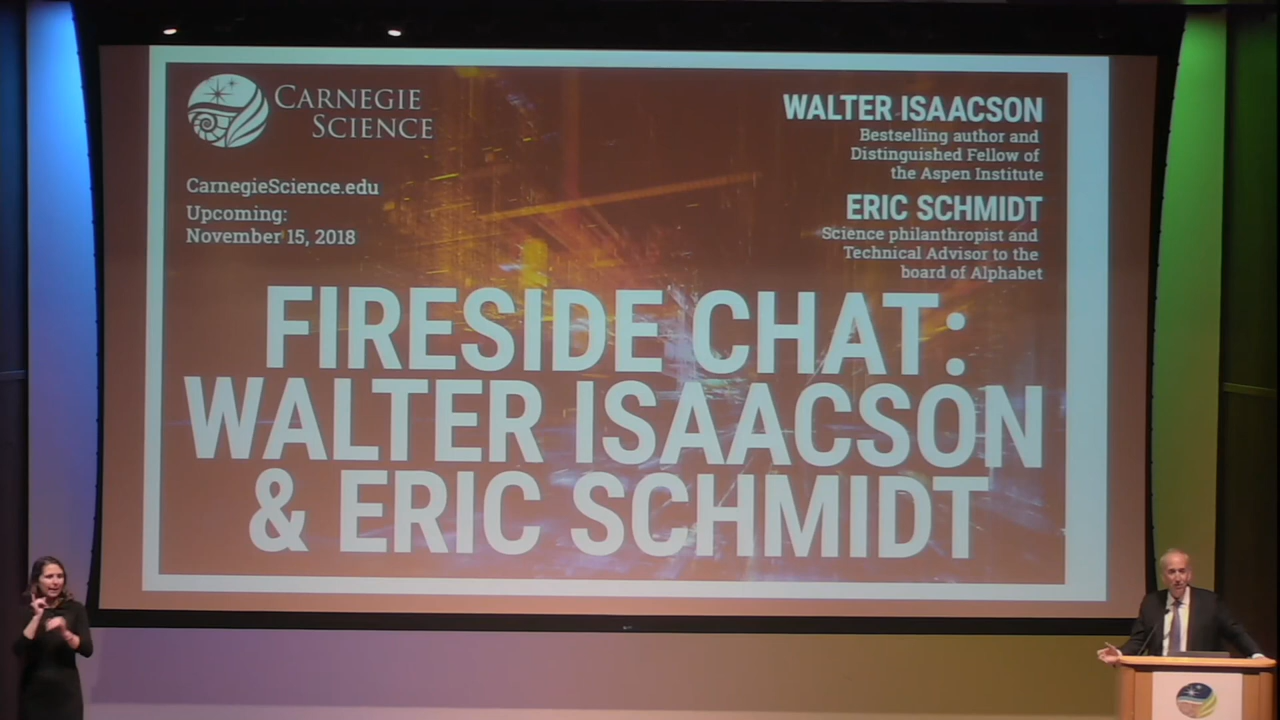 CARNEGIE
SCIENCE
CarnegieScience.edu
Upcoming:
November 15, 2018
WALTER ISAACSON
Bestselling author and
Distinguished Fellow of
the Aspen Institute
ERIC SCHMIDT
Science philanthropist and
Technical Advisor to the
board of Alphabet
FIRESIDE CHAT:
WALTER ISAACSON
& ERIC SCHMIDT